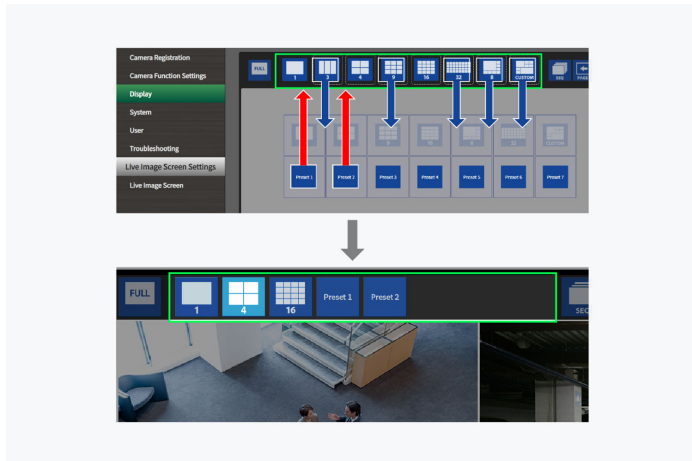 Camera Registration
Camera Function Settings
Display
System
User
Troubleshooting
Live Image Screen Settings
Live Image Screen
FULL
1 3 4 9 16 32 8 CUSTOM SEQ PAGE
Preset 1 Preset 2 Preset 3 Preset 4 Preset 5 Preset 6 Preset 7
FULL 1 4 16 Preset 1 Preset 2 SEQ